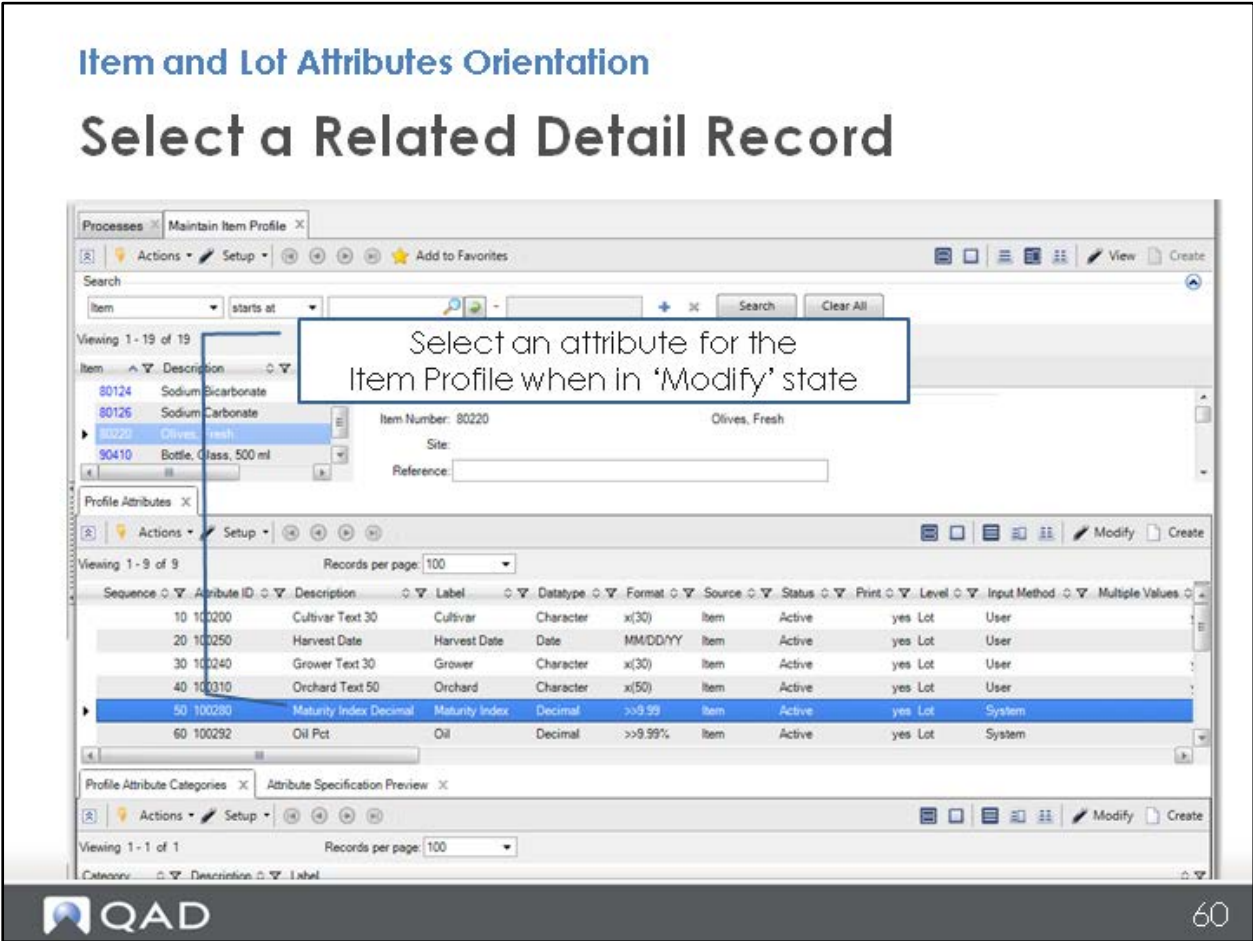 Item and Lot Attributes Orientation
Select a Related Detail Record
Processes Maintain Item Profile
Actions Setup Add to Favorites View Create
Search
Item starts at - Search Clear All
Viewing 1 - 19 of 19
Select an attribute for the
Item Profile when in ‘Modify’ state
Item Description
80124 Sodium Bicarbonate
80126 Sodium Carbonate
80220 Olives, Fresh
90410 Bottle, Glass, 500 ml
Item Number: 80220 Olives, Fresh
Site:
Reference:
Profile Attributes
Actions Setup Modify Create
Viewing 1 - 9 of 9 Records per page: 100
Sequence Attribute ID Description Label Datatype Format Source Status Print Level Input Method Multiple Values
10 100200 Cultivar Text 30 Cultivar Character x(30) Item Active yes Lot User
20 100250 Harvest Date Harvest Date Date MM/DD/YY Item Active yes Lot User
30 100240 Grower Text 30 Grower Character x(30) Item Active yes Lot User
40 100310 Orchard Text 50 Orchard Character x(50) Item Active yes Lot User
50 100280 Maturity Index Decimal Maturity Index Decimal >>9.99 Item Active yes Lot System
60 100292 Oil Pct Oil Decimal >>9.99% Item Active yes Lot System
Profile Attribute Categories Attribute Specification Preview
Actions Setup Modify Create
Viewing 1 - 1 of 1 Records per page: 100
Category Description Label
QAD 60